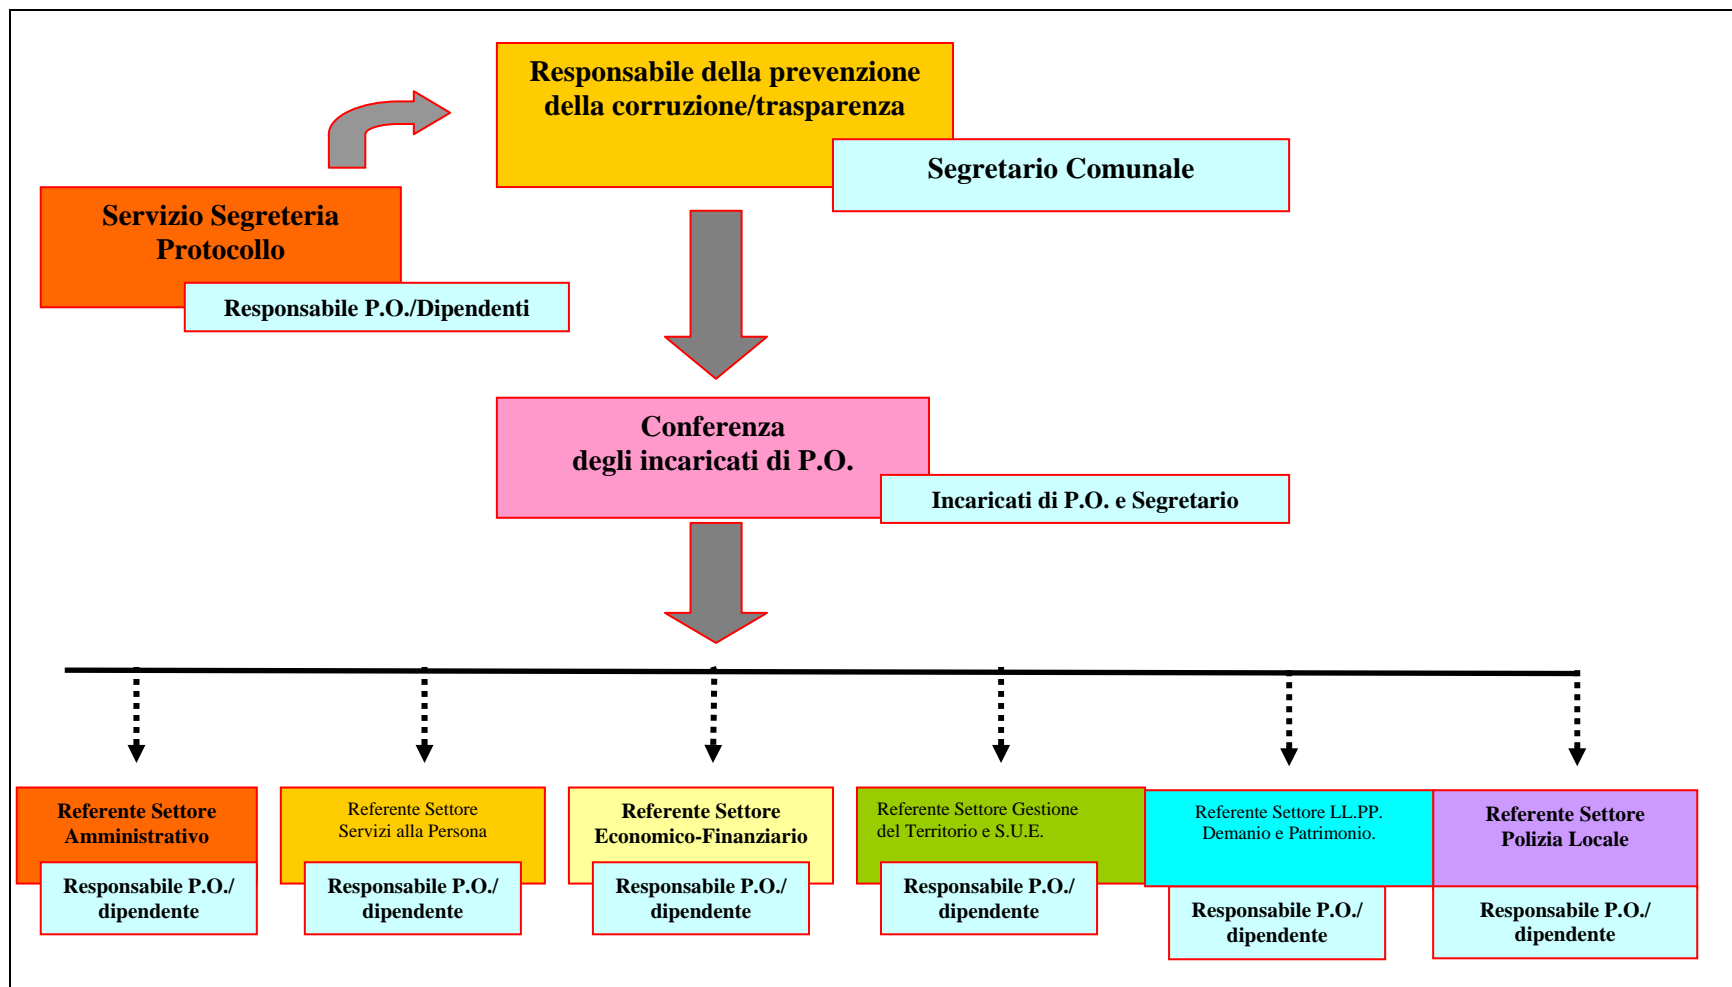 Responsabile della prevenzione
della corruzione/trasparenza
Segretario Comunale
Servizio Segreteria
Protocollo
Responsabile P.O./Dipendenti
Conferenza
degli incaricati di P.O.
Incaricati di P.O. e Segretario
Referente Settore
Amministrativo
Responsabile P.O./
dipendente
Referente Settore
Servizi alla Persona
Responsabile P.O./
dipendente
Referente Settore
Economico-Finanziario
Responsabile P.O./
dipendente
Referente Settore Gestione
del Territorio e S.U.E.
Responsabile P.O./
dipendente
Referente Settore LL.PP.
Demanio e Patrimonio.
Responsabile P.O./
dipendente
Referente Settore
Polizia Locale
Responsabile P.O./
dipendente